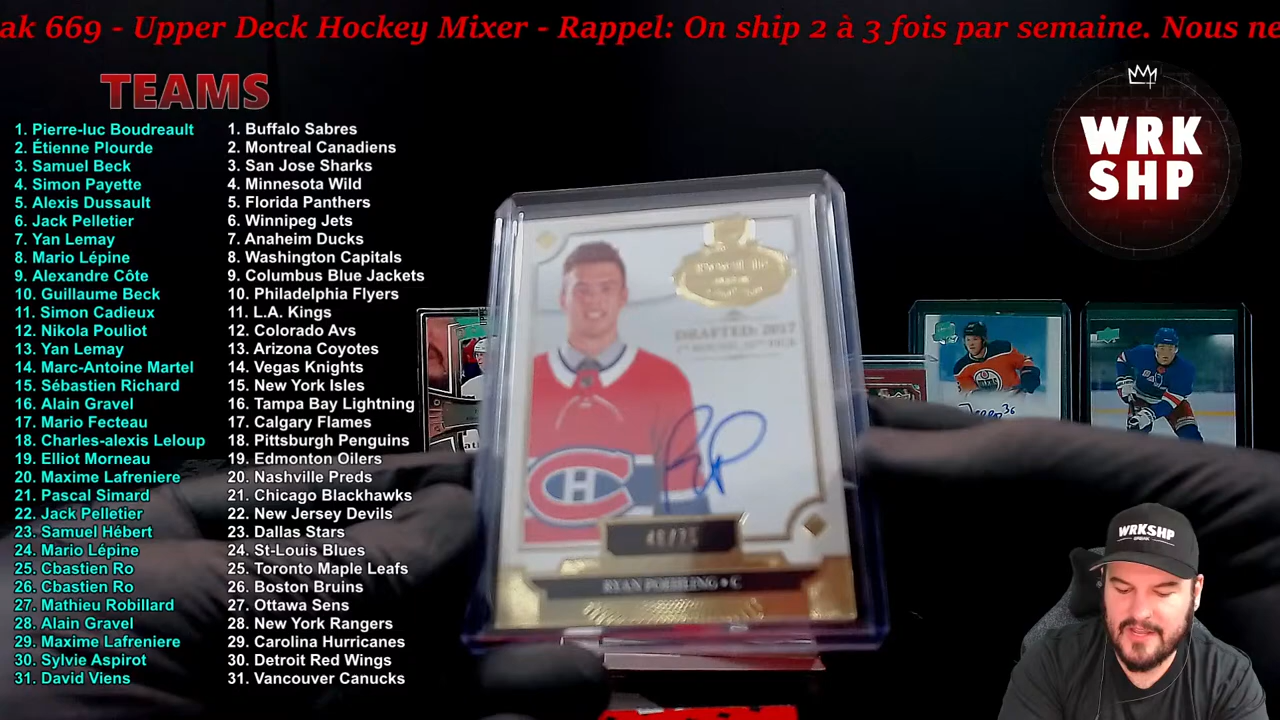 ak 669 - Upper Deck Hockey Mixer - Rappel: On ship 2 à 3 fois par semaine. Nous ne
TEAMS
1. Pierre-luc Boudreault
2. Étienne Plourde
3. Samuel Beck
4. Simon Payette
5. Alexis Dussault
6. Jack Pelletier
7. Yan Lemay
8. Mario Lépine
9. Alexandre Côte
10. Guillaume Beck
11. Simon Cadieux
12. Nikola Pouliot
13. Yan Lemay
14. Marc-Antoine Martel
15. Sébastien Richard
16. Alain Gravel
17. Mario Fecteau
18. Charles-alexis Leloup
19. Elliot Morneau
20. Maxime Lafreniere
21. Pascal Simard
22. Jack Pelletier
23. Samuel Hébert
24. Mario Lépine
25. Cbastien Ro
26. Cbastien Ro
27. Mathieu Robillard
28. Alain Gravel
29. Maxime Lafreniere
30. Sylvie Aspirot
31. David Viens
1. Buffalo Sabres
2. Montreal Canadiens
3. San Jose Sharks
4. Minnesota Wild
5. Florida Panthers
6. Winnipeg Jets
7. Anaheim Ducks
8. Washington Capitals
9. Columbus Blue Jackets
10. Philadelphia Flyers
11. L.A. Kings
12. Colorado Avs
13. Arizona Coyotes
14. Vegas Knights
15. New York Isles
16. Tampa Bay Lightning
17. Calgary Flames
18. Pittsburgh Penguins
19. Edmonton Oilers
20. Nashville Preds
21. Chicago Blackhawks
22. New Jersey Devils
23. Dallas Stars
24. St-Louis Blues
25. Toronto Maple Leafs
26. Boston Bruins
27. Ottawa Sens
28. New York Rangers
29. Carolina Hurricanes
30. Detroit Red Wings
31. Vancouver Canucks
DRAFTED: 2017
RYAN POEHLING • C
WRK
SHP
WRKSHP